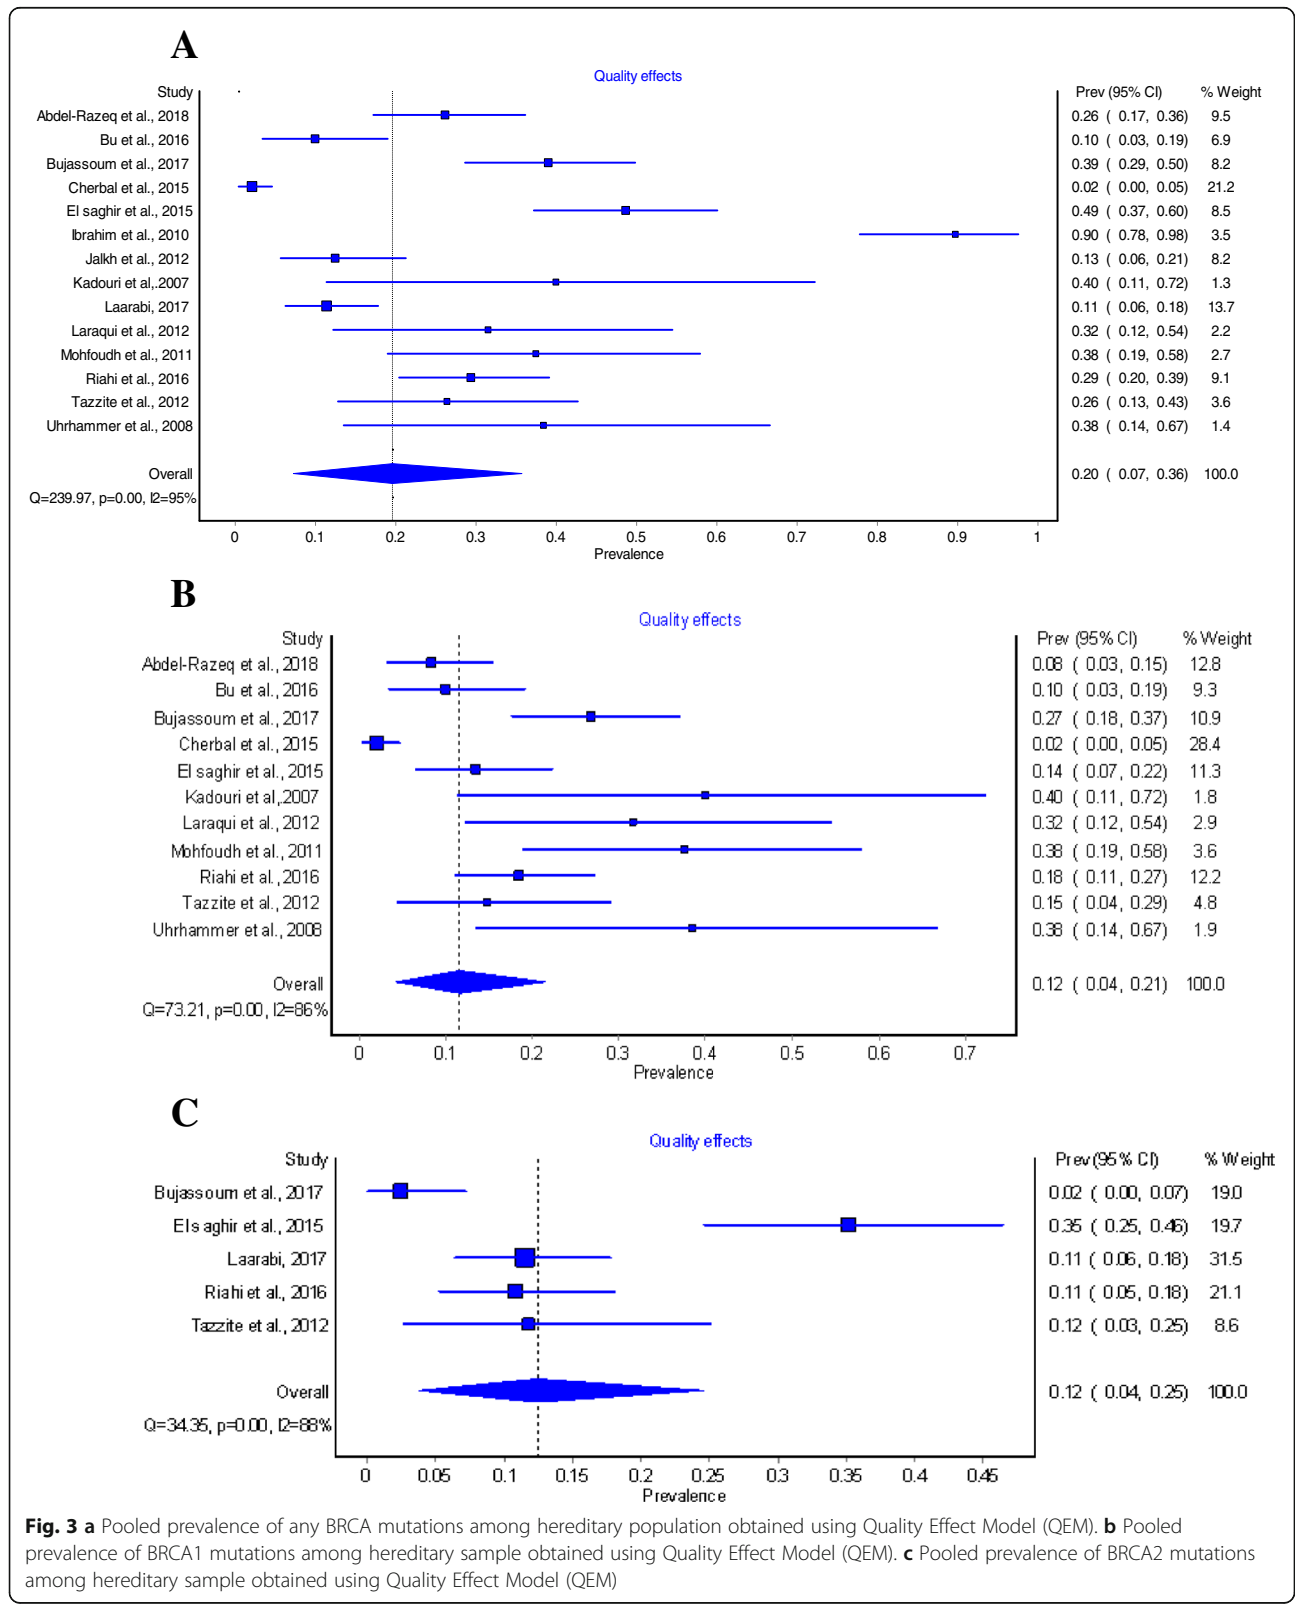 A
Quality effects
Study Prev (95% CI) % Weight
Abdel-Razeq et al., 2018 0.26 ( 0.17, 0.36) 9.5
Bu et al., 2016 0.10 ( 0.03, 0.19) 6.9
Bujassoum et al., 2017 0.39 ( 0.29, 0.50) 8.2
Cherbal et al., 2015 0.02 ( 0.00, 0.05) 21.2
El saghir et al., 2015 0.49 ( 0.37, 0.60) 8.5
Ibrahim et al., 2010 0.90 ( 0.78, 0.98) 3.5
Jalkh et al., 2012 0.13 ( 0.06, 0.21) 8.2
Kadouri et al,.2007 0.40 ( 0.11, 0.72) 1.3
Laarabi, 2017 0.11 ( 0.06, 0.18) 13.7
Laraqui et al., 2012 0.32 ( 0.12, 0.54) 2.2
Mohfoudh et al., 2011 0.38 ( 0.19, 0.58) 2.7
Riahi et al., 2016 0.29 ( 0.20, 0.39) 9.1
Tazzite et al., 2012 0.26 ( 0.13, 0.43) 3.6
Uhrhammer et al., 2008 0.38 ( 0.14, 0.67) 1.4
Overall 0.20 ( 0.07, 0.36) 100.0
Q=239.97, p=0.00, I2=95%
0 0.1 0.2 0.3 0.4 0.5 0.6 0.7 0.8 0.9 1
Prevalence
B
Quality effects
Study Prev (95% CI) % Weight
Abdel-Razeq et al., 2018 0.08 ( 0.03, 0.15) 12.8
Bu et al., 2016 0.10 ( 0.03, 0.19) 9.3
Bujassoum et al., 2017 0.27 ( 0.18, 0.37) 10.9
Cherbal et al., 2015 0.02 ( 0.00, 0.05) 28.4
El saghir et al., 2015 0.14 ( 0.07, 0.22) 11.3
Kadouri et al,.2007 0.40 ( 0.11, 0.72) 1.8
Laraqui et al., 2012 0.32 ( 0.12, 0.54) 2.9
Mohfoudh et al., 2011 0.38 ( 0.19, 0.58) 3.6
Riahi et al., 2016 0.18 ( 0.11, 0.27) 12.2
Tazzite et al., 2012 0.15 ( 0.04, 0.29) 4.8
Uhrhammer et al., 2008 0.38 ( 0.14, 0.67) 1.9
Overall 0.12 ( 0.04, 0.21) 100.0
Q=73.21, p=0.00, I2=86%
0 0.1 0.2 0.3 0.4 0.5 0.6 0.7
Prevalence
C
Quality effects
Study Prev (95% CI) % Weight
Bujassoum et al., 2017 0.02 ( 0.00, 0.07) 19.0
El saghir et al., 2015 0.35 ( 0.25, 0.46) 19.7
Laarabi, 2017 0.11 ( 0.06, 0.18) 31.5
Riahi et al., 2016 0.11 ( 0.05, 0.18) 21.1
Tazzite et al., 2012 0.12 ( 0.03, 0.25) 8.6
Overall 0.12 ( 0.04, 0.25) 100.0
Q=34.35, p=0.00, I2=88%
0 0.05 0.1 0.15 0.2 0.25 0.3 0.35 0.4 0.45
Prevalence
Fig. 3 a Pooled prevalence of any BRCA mutations among hereditary population obtained using Quality Effect Model (QEM). b Pooled
prevalence of BRCA1 mutations among hereditary sample obtained using Quality Effect Model (QEM). c Pooled prevalence of BRCA2 mutations
among hereditary sample obtained using Quality Effect Model (QEM)